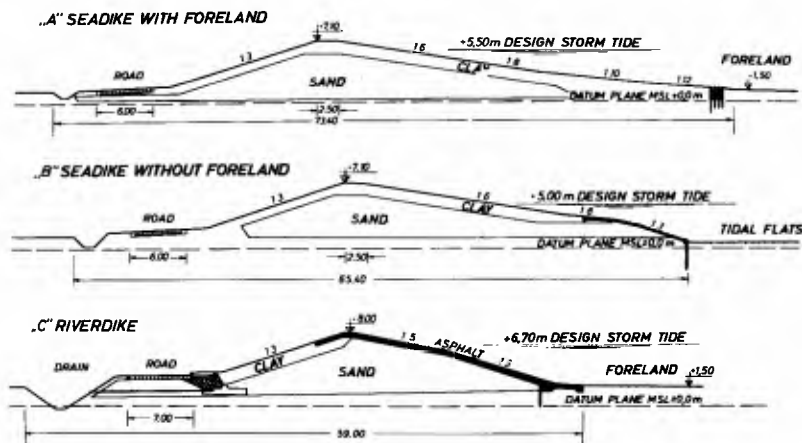 „A" SEADIKE WITH FORELAND
-7,10
+5,50m DESIGN STORM TIDE
FORELAND
-1,50
ROAD
1:3
1:6
1:8
1:10
1:12
CLAY
SAND
DATUM PLANE MSL+0,0 m
6,00
2,50
73,40
„B" SEADIKE WITHOUT FORELAND
-7,10
+5,00m DESIGN STORM TIDE
TIDAL FLATS
ROAD
1:3
1:6
1:6
CLAY
SAND
DATUM PLANE MSL=0,0 m
6,00
2,50
65,40
„C" RIVERDIKE
+6,70m DESIGN STORM TIDE
FORELAND
+1,50
DRAIN
ROAD
1:3
CLAY
1:5
ASPHALT
SAND
DATUM PLANE MSL+0,0 m
7,00
59,00